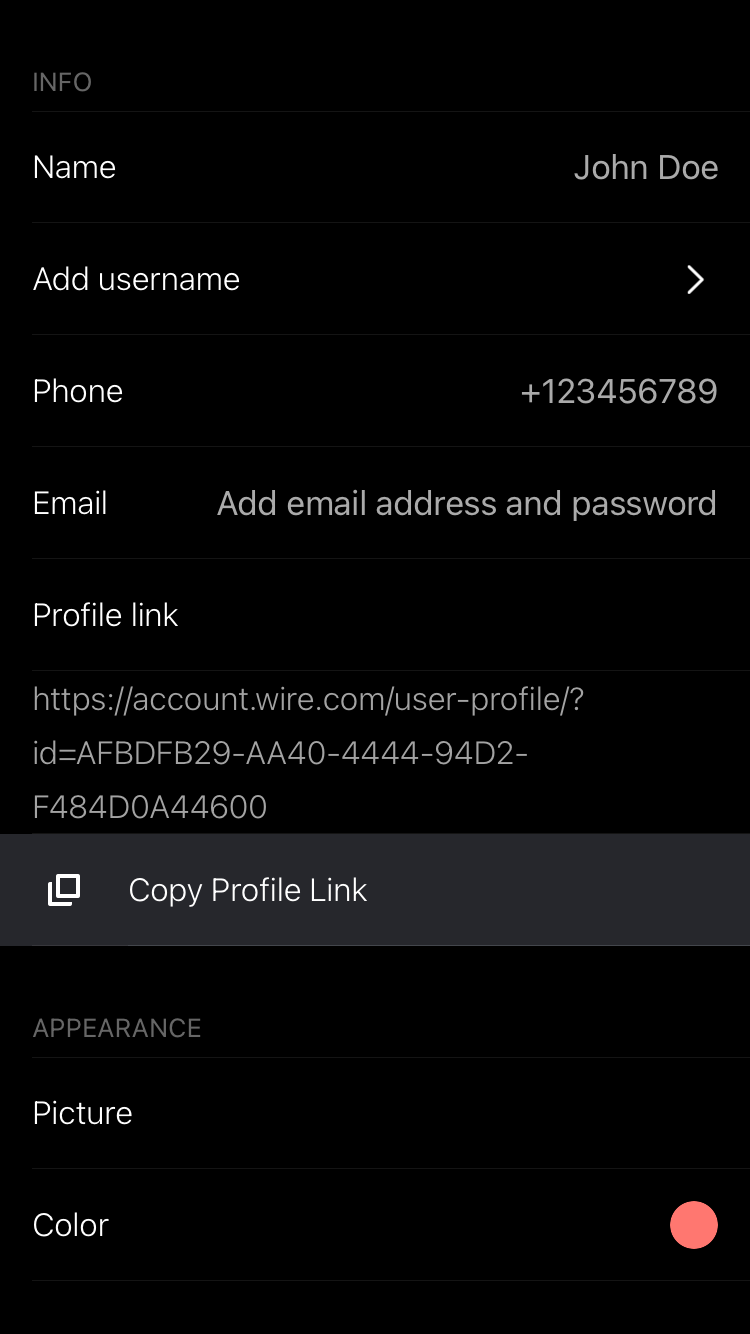 INFO
Name John Doe
Add username
Phone +123456789
Email Add email address and password
Profile link
https://account.wire.com/user-profile/?
id=AFBDFB29-AA40-4444-94D2-
F484D0A44600
Copy Profile Link
APPEARANCE
Picture
Color